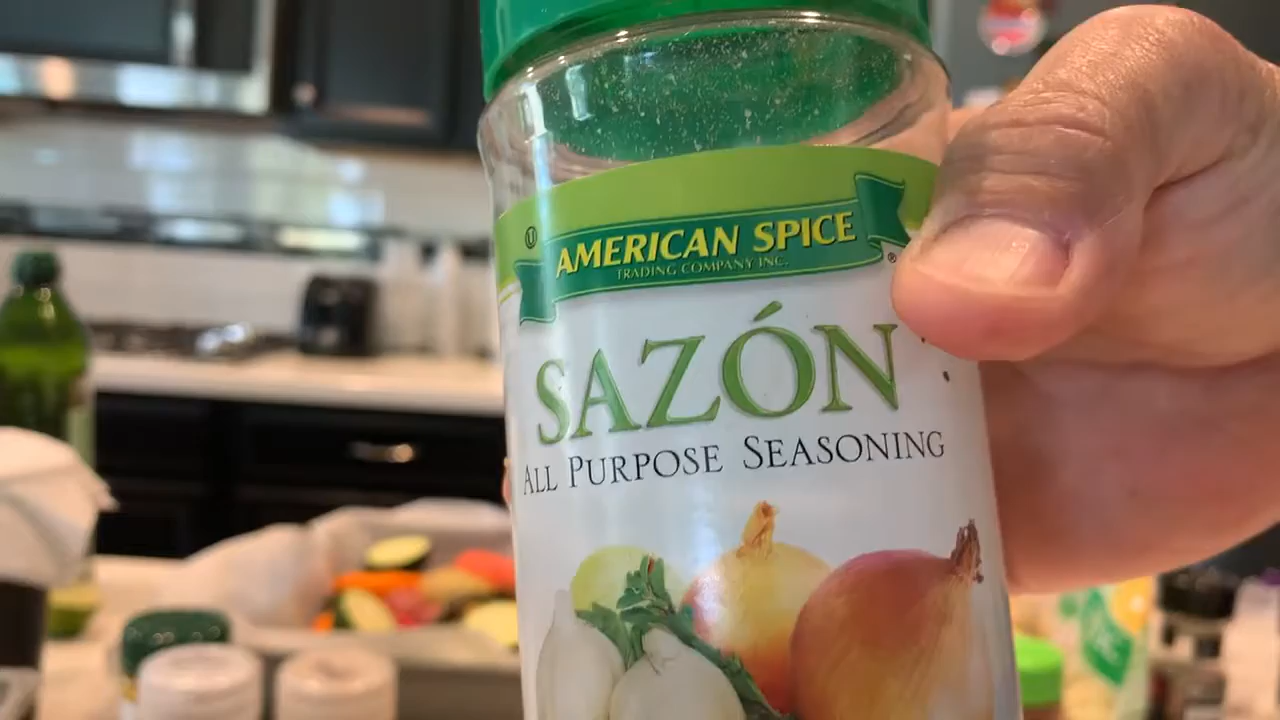 Ⓤ
AMERICAN SPICE
TRADING COMPANY INC. ®
SAZÓN
ALL PURPOSE SEASONING